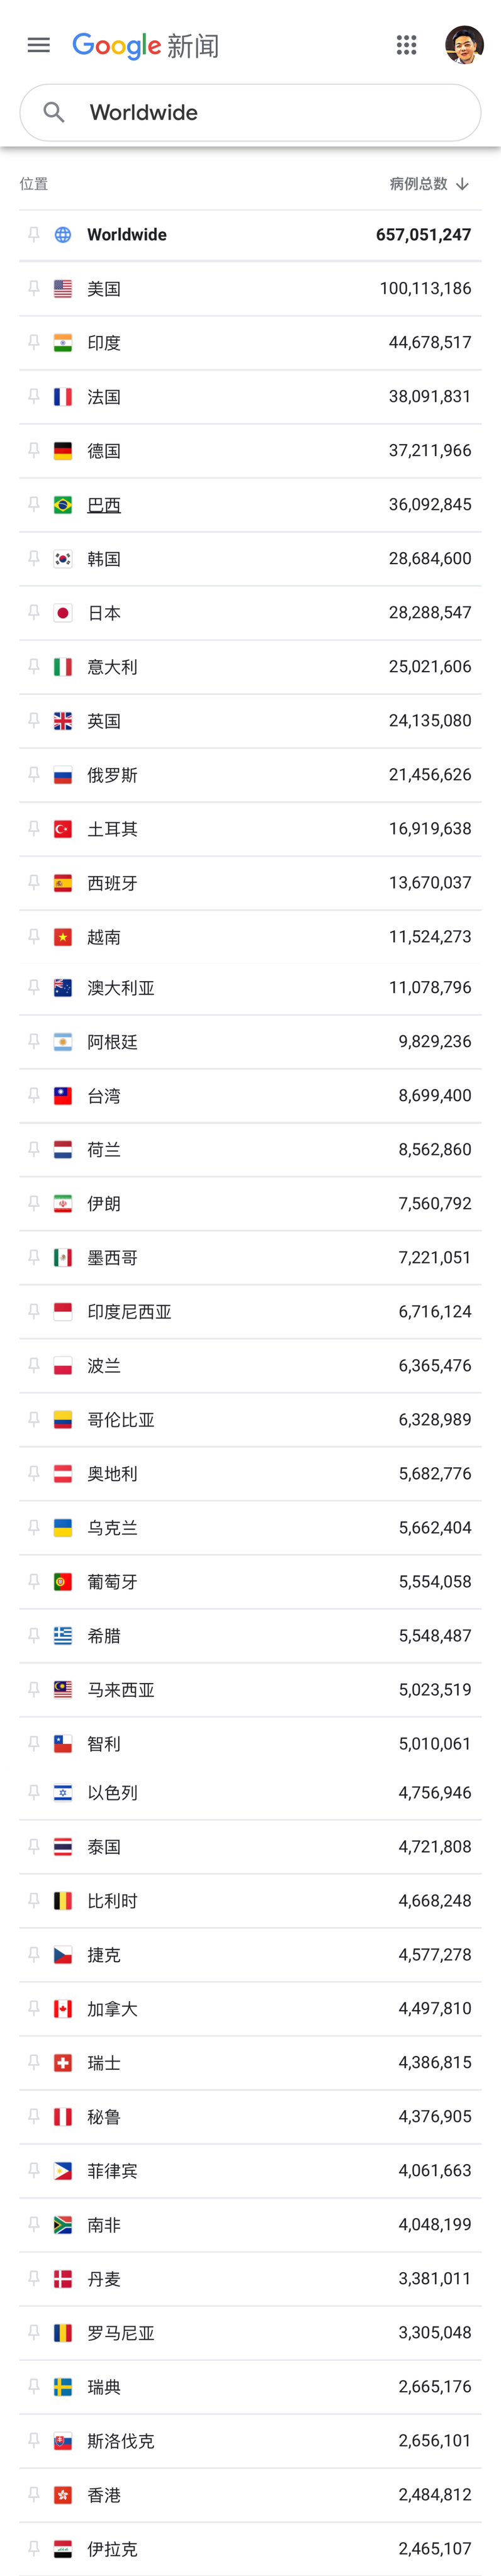 Google 新闻
Worldwide
位置 病例总数 ↓
Worldwide 657,051,247
美国 100,113,186
印度 44,678,517
法国 38,091,831
德国 37,211,966
巴西 36,092,845
韩国 28,684,600
日本 28,288,547
意大利 25,021,606
英国 24,135,080
俄罗斯 21,456,626
土耳其 16,919,638
西班牙 13,670,037
越南 11,524,273
澳大利亚 11,078,796
阿根廷 9,829,236
台湾 8,699,400
荷兰 8,562,860
伊朗 7,560,792
墨西哥 7,221,051
印度尼西亚 6,716,124
波兰 6,365,476
哥伦比亚 6,328,989
奥地利 5,682,776
乌克兰 5,662,404
葡萄牙 5,554,058
希腊 5,548,487
马来西亚 5,023,519
智利 5,010,061
以色列 4,756,946
泰国 4,721,808
比利时 4,668,248
捷克 4,577,278
加拿大 4,497,810
瑞士 4,386,815
秘鲁 4,376,905
菲律宾 4,061,663
南非 4,048,199
丹麦 3,381,011
罗马尼亚 3,305,048
瑞典 2,665,176
斯洛伐克 2,656,101
香港 2,484,812
伊拉克 2,465,107